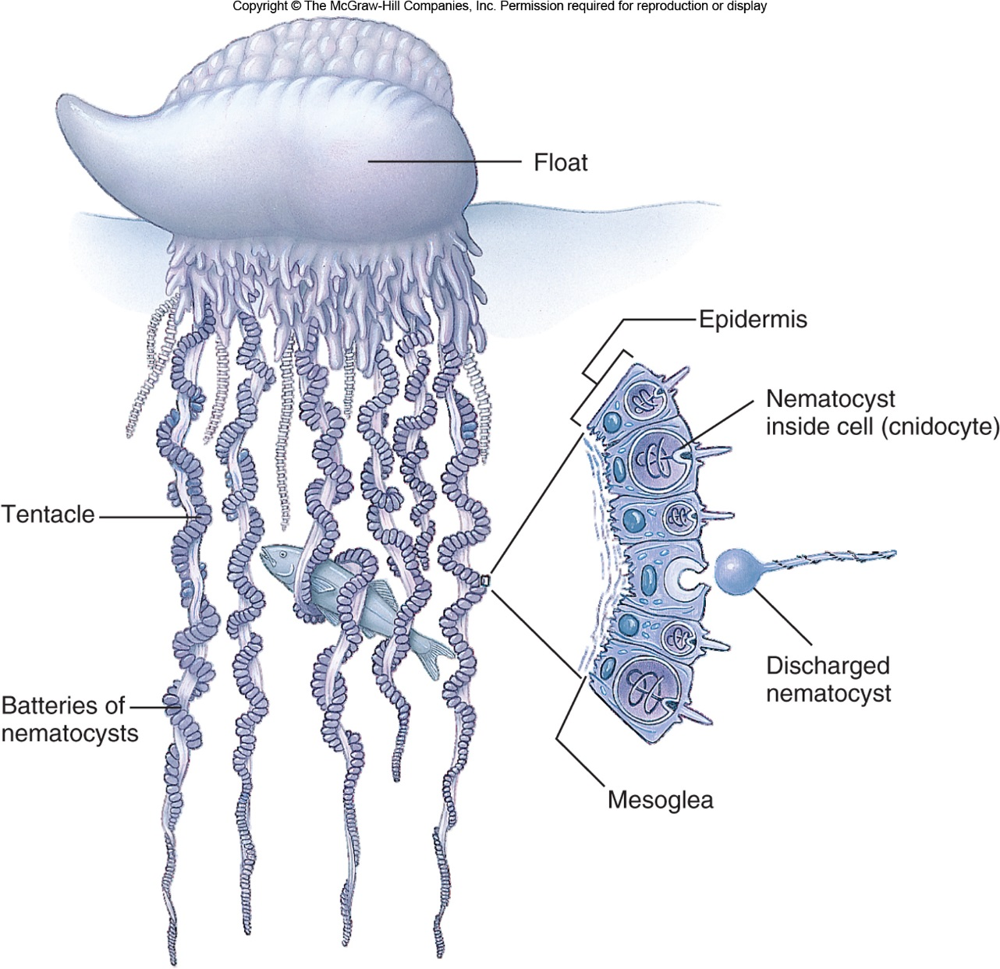 Copyright © The McGraw-Hill Companies, Inc. Permission required for reproduction or display
Float
Epidermis
Nematocyst
inside cell (cnidocyte)
Tentacle
Discharged
nematocyst
Batteries of
nematocysts
Mesoglea